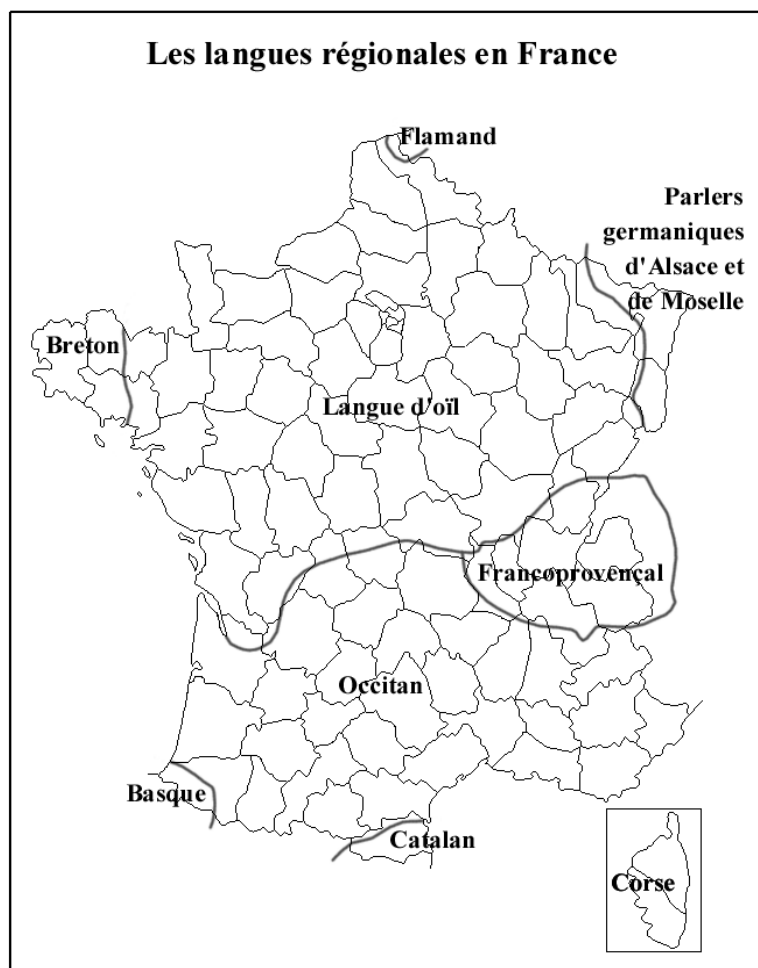 Les langues régionales en France
Flamand
Parlers
germaniques
d'Alsace et
de Moselle
Breton
Langue d'oïl
Francoprovençal
Occitan
Basque
Catalan
Corse